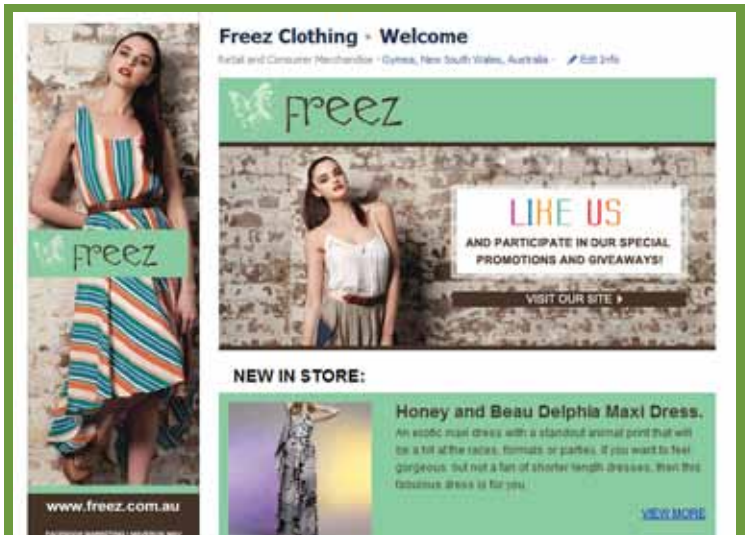 freez
www.freez.com.au
Freez Clothing · Welcome
Retail and Consumer Merchandise · Gymea, New South Wales, Australia · Edit Info
freez
LIKE US
AND PARTICIPATE IN OUR SPECIAL
PROMOTIONS AND GIVEAWAYS!
VISIT OUR SITE
NEW IN STORE:
Honey and Beau Delphia Maxi Dress.
An exotic maxi dress with a standout animal print that will
be a hit at the races, formals or parties. If you want to feel
gorgeous, but not a fan of shorter length dresses, then this
fabulous dress is for you.
VIEW MORE